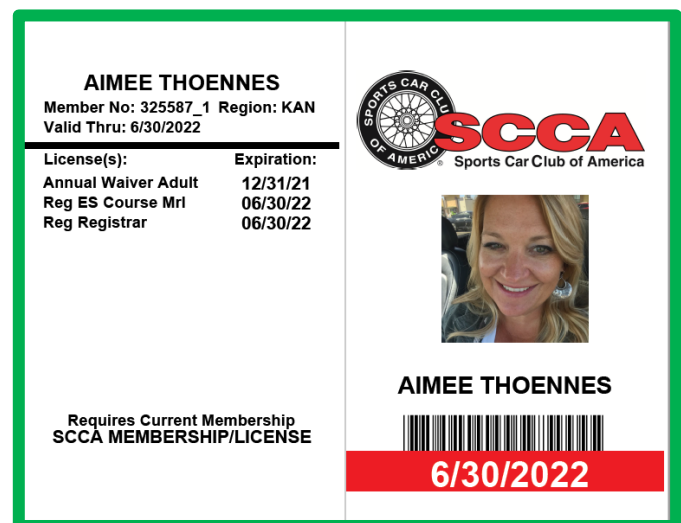 AIMEE THOENNES
Member No: 325587_1 Region: KAN
Valid Thru: 6/30/2022
License(s): Expiration:
Annual Waiver Adult 12/31/21
Reg ES Course Mrl 06/30/22
Reg Registrar 06/30/22
Requires Current Membership
SCCA MEMBERSHIP/LICENSE
SPORTS CAR CLUB
OF AMERICA
SCCA
Sports Car Club of America
AIMEE THOENNES
6/30/2022